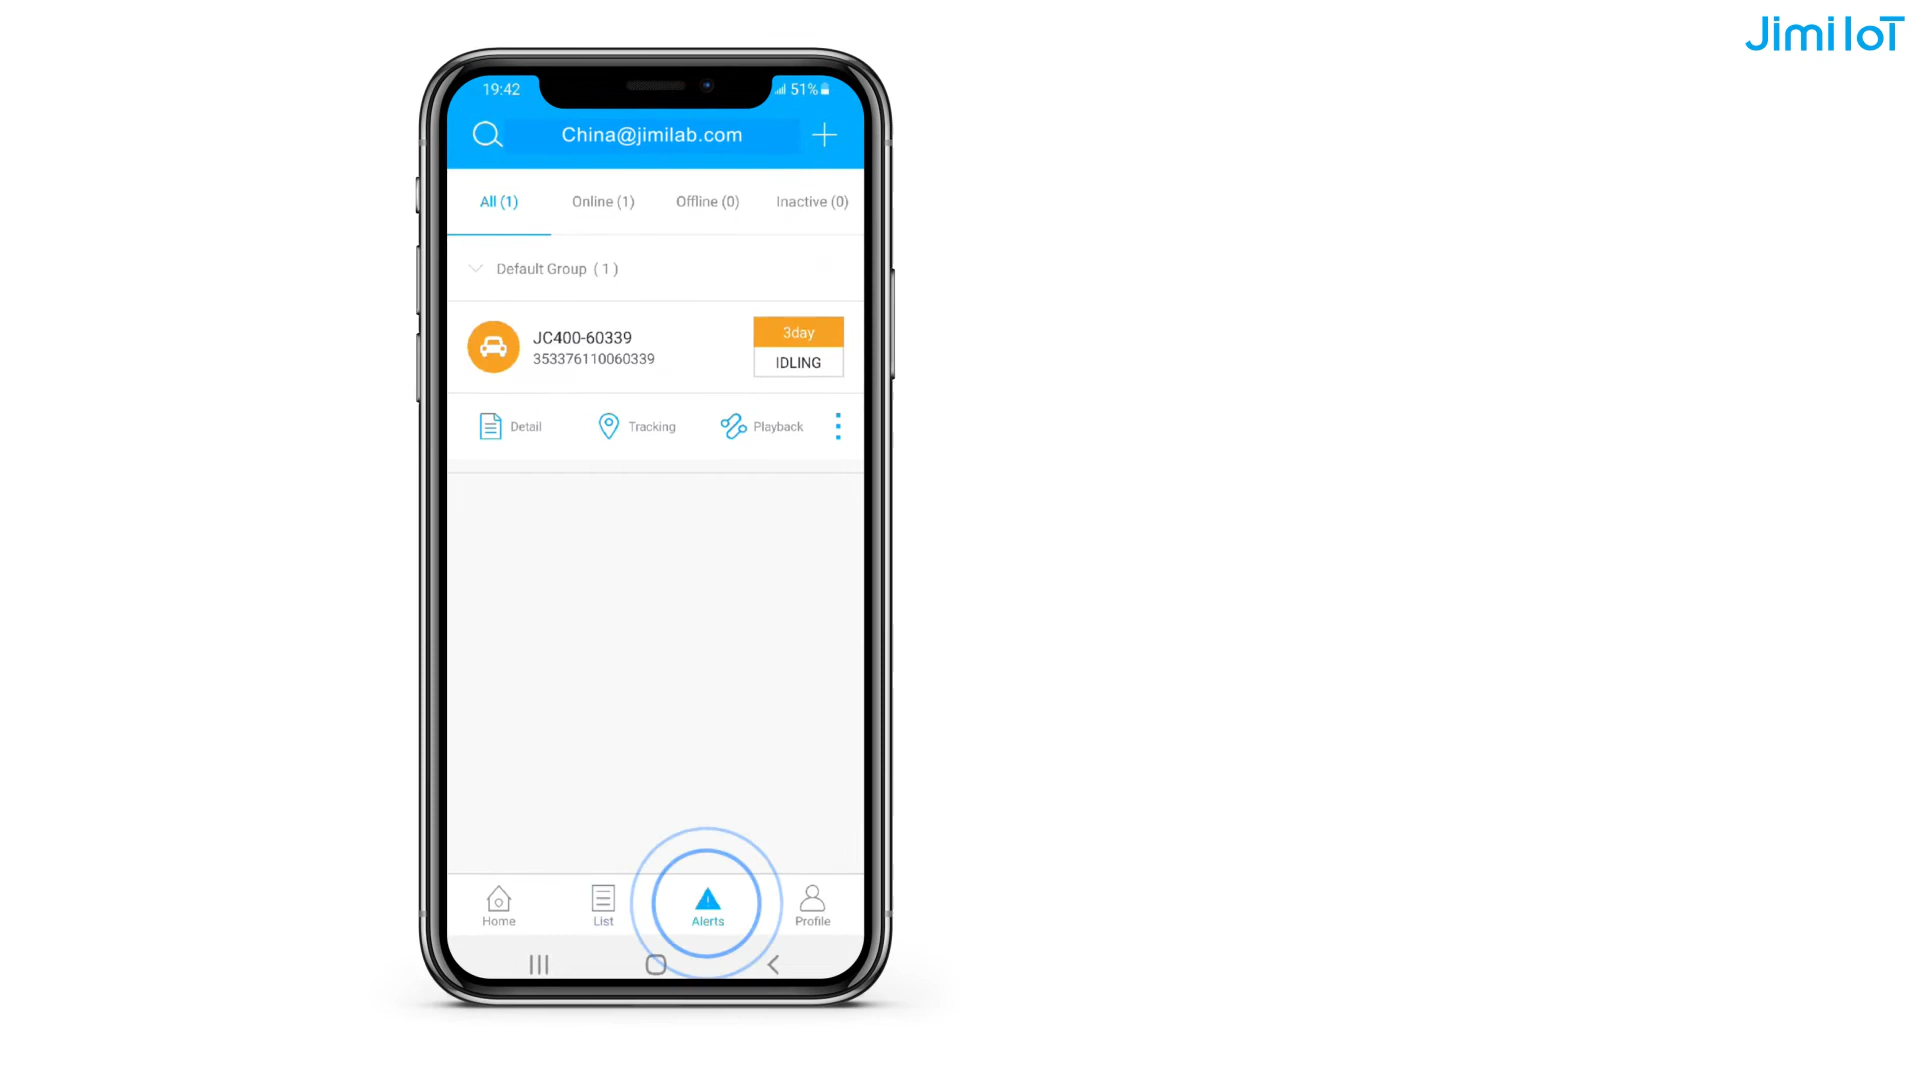 Jimi IoT
19:42
51%
China@jimilab.com
All (1)
Online (1)
Offline (0)
Inactive (0)
Default Group ( 1 )
JC400-60339
353376110060339
3day
IDLING
Detail
Tracking
Playback
Home
List
Alerts
Profile